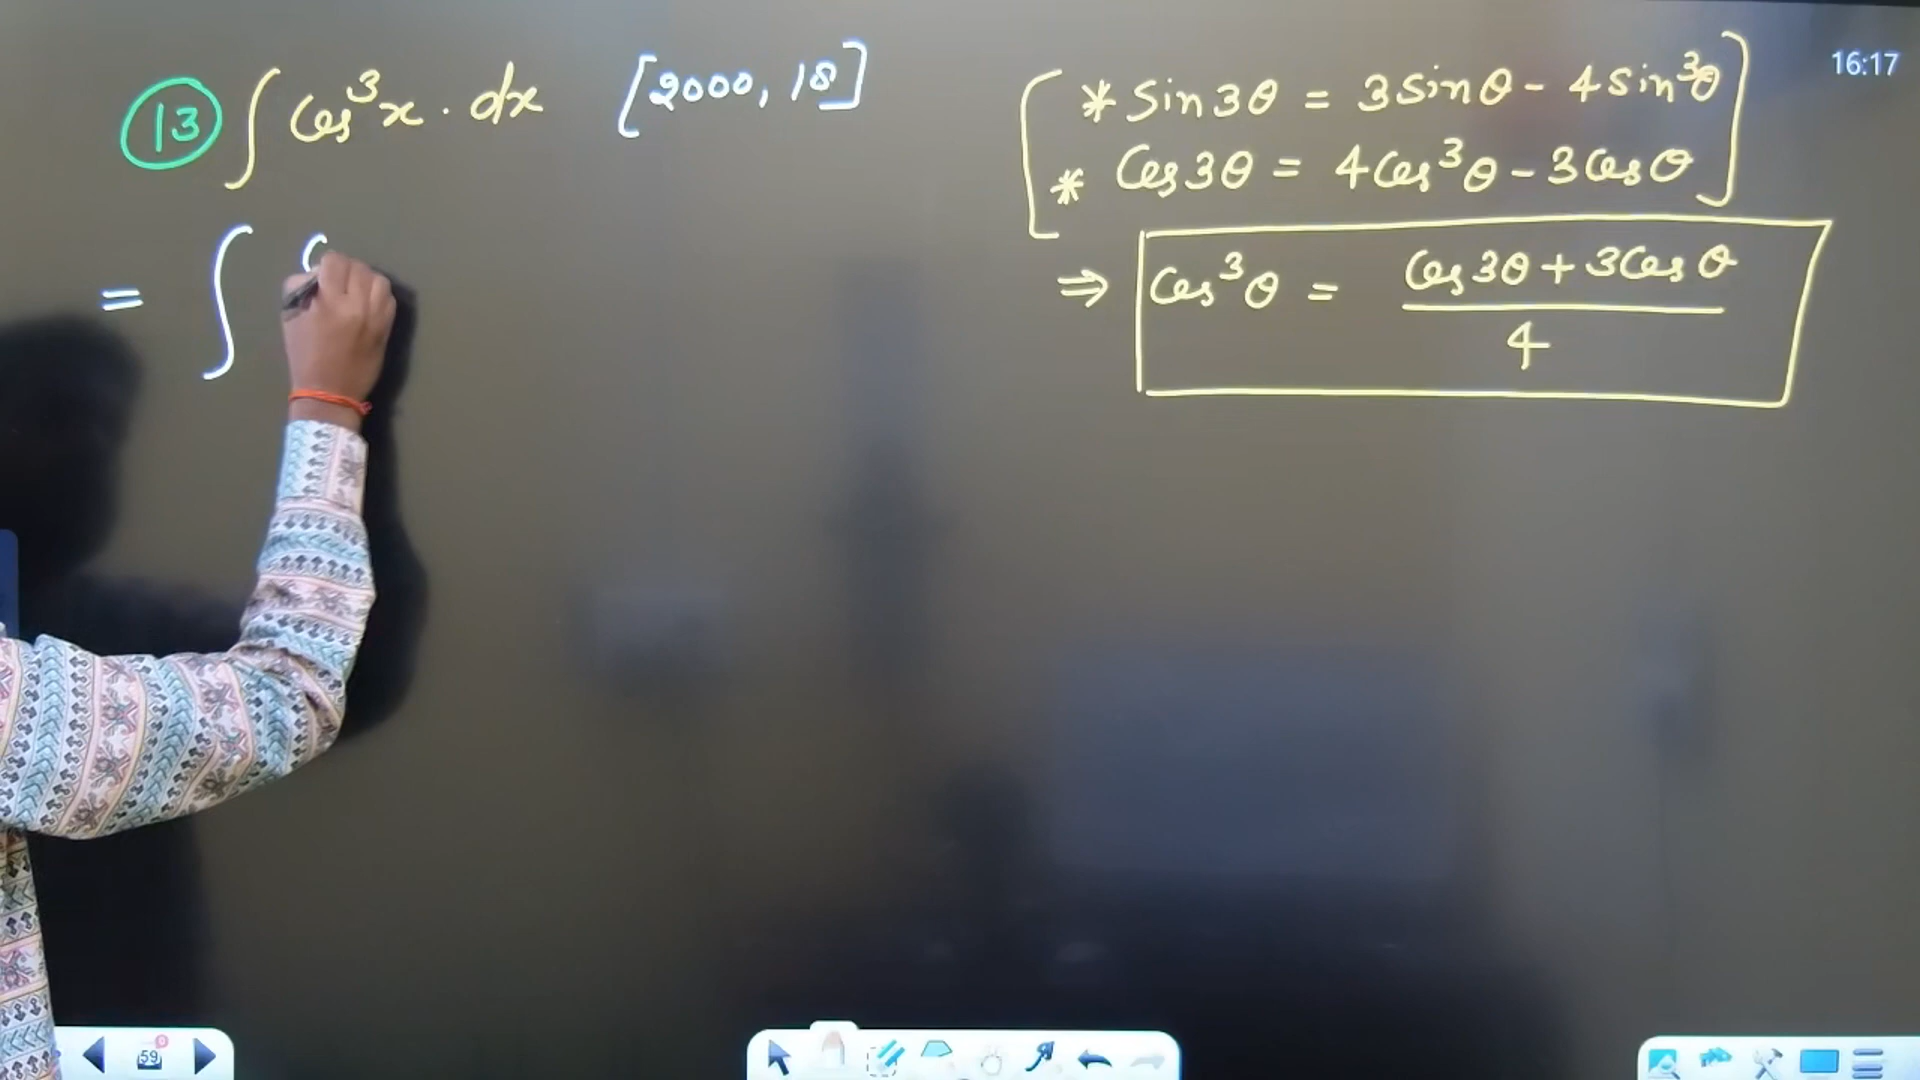 13 ∫ Cos³x · dx [2000, 18]
= ∫ C
* Sin3θ = 3Sinθ - 4Sin³θ
* Cos3θ = 4Cos³θ - 3Cosθ
⇒ Cos³θ = (Cos3θ + 3Cosθ) / 4
16:17
59